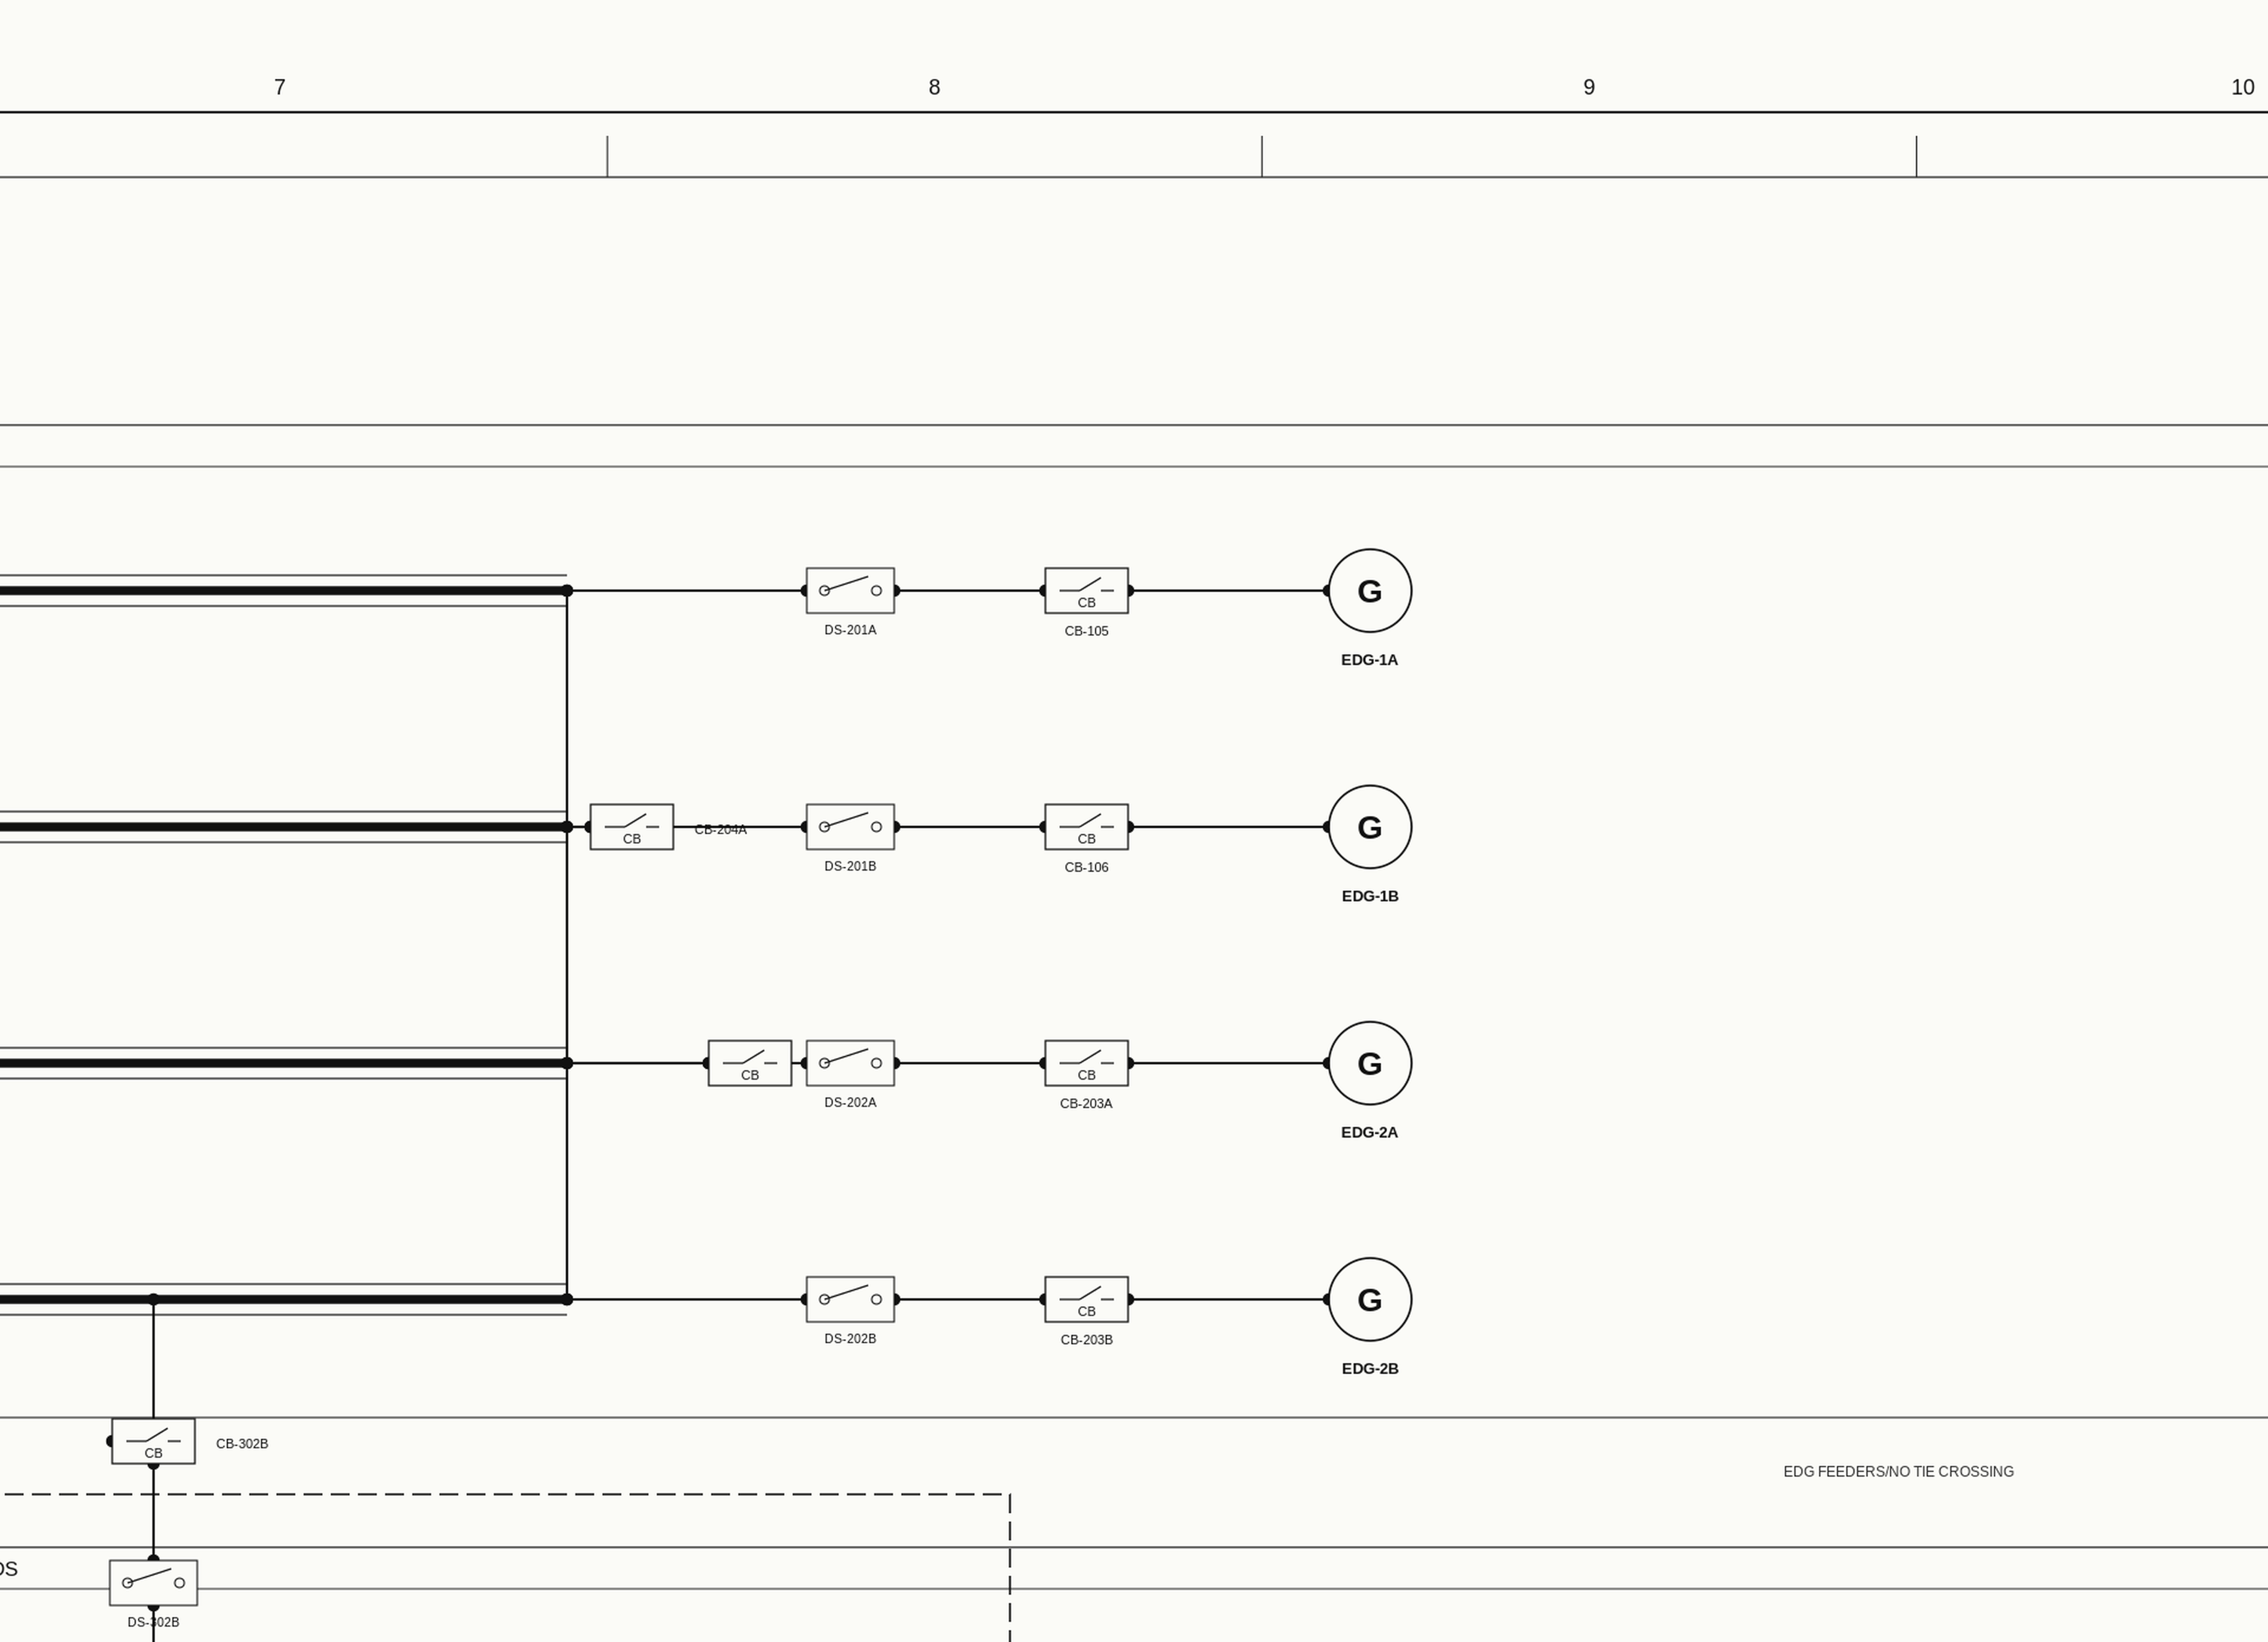 7 8 9 10
CB
DS-201A CB-105
G
EDG-1A
CB CB-204A CB
DS-201B CB-106
G
EDG-1B
CB CB
DS-202A CB-203A
G
EDG-2A
CB
DS-202B CB-203B
G
EDG-2B
CB CB-302B
EDG FEEDERS/NO TIE CROSSING
DS-302B